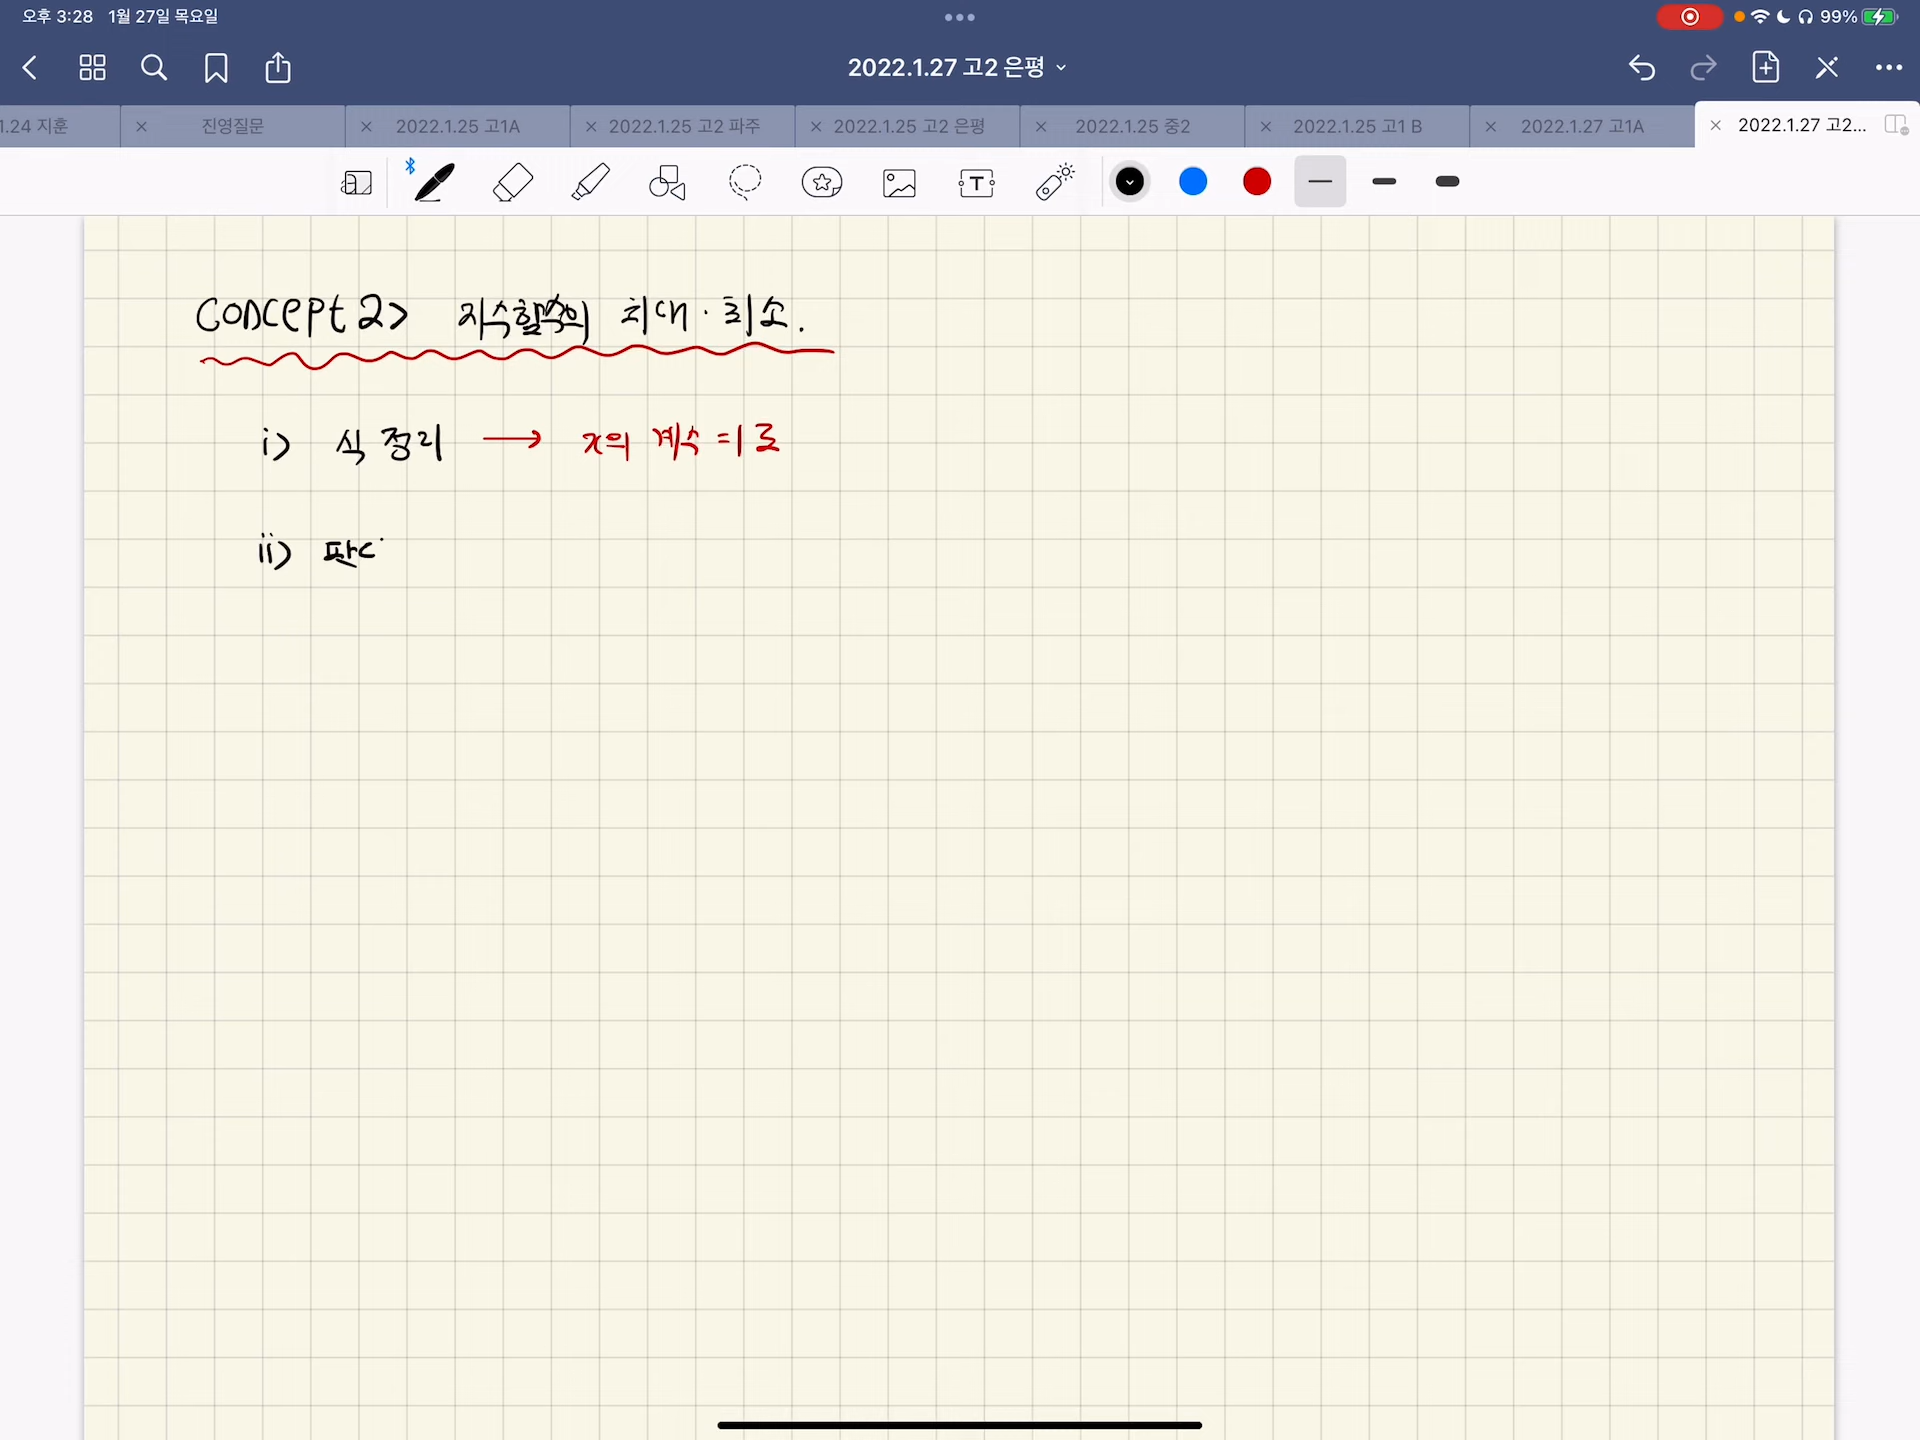 오후 3:28 1월 27일 목요일
99%
2022.1.27 고2 은평
1.24 지훈
진영질문
2022.1.25 고1A
2022.1.25 고2 파주
2022.1.25 고2 은평
2022.1.25 중2
2022.1.25 고1 B
2022.1.27 고1A
2022.1.27 고2...
T
concept 2> 지수함수의 최대·최소.
i) 식 정리 → x의 계수 =1로
ii)